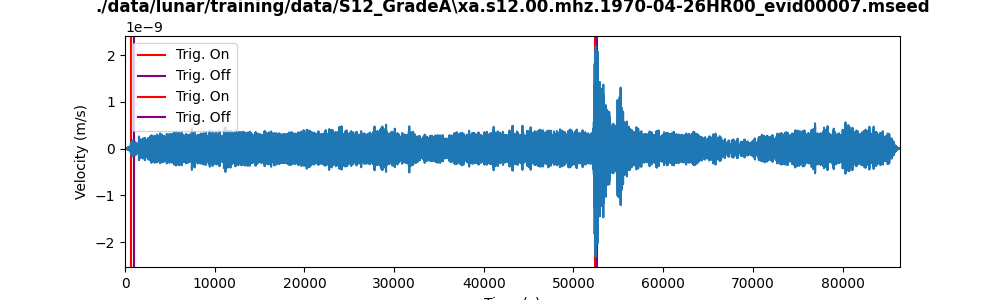 ./data/lunar/training/data/S12_GradeA\xa.s12.00.mhz.1970-04-26HR00_evid00007.mseed
1e−9
Trig. On
Trig. Off
Trig. On
Trig. Off
2
1
0
−1
−2
Velocity (m/s)
0 10000 20000 30000 40000 50000 60000 70000 80000